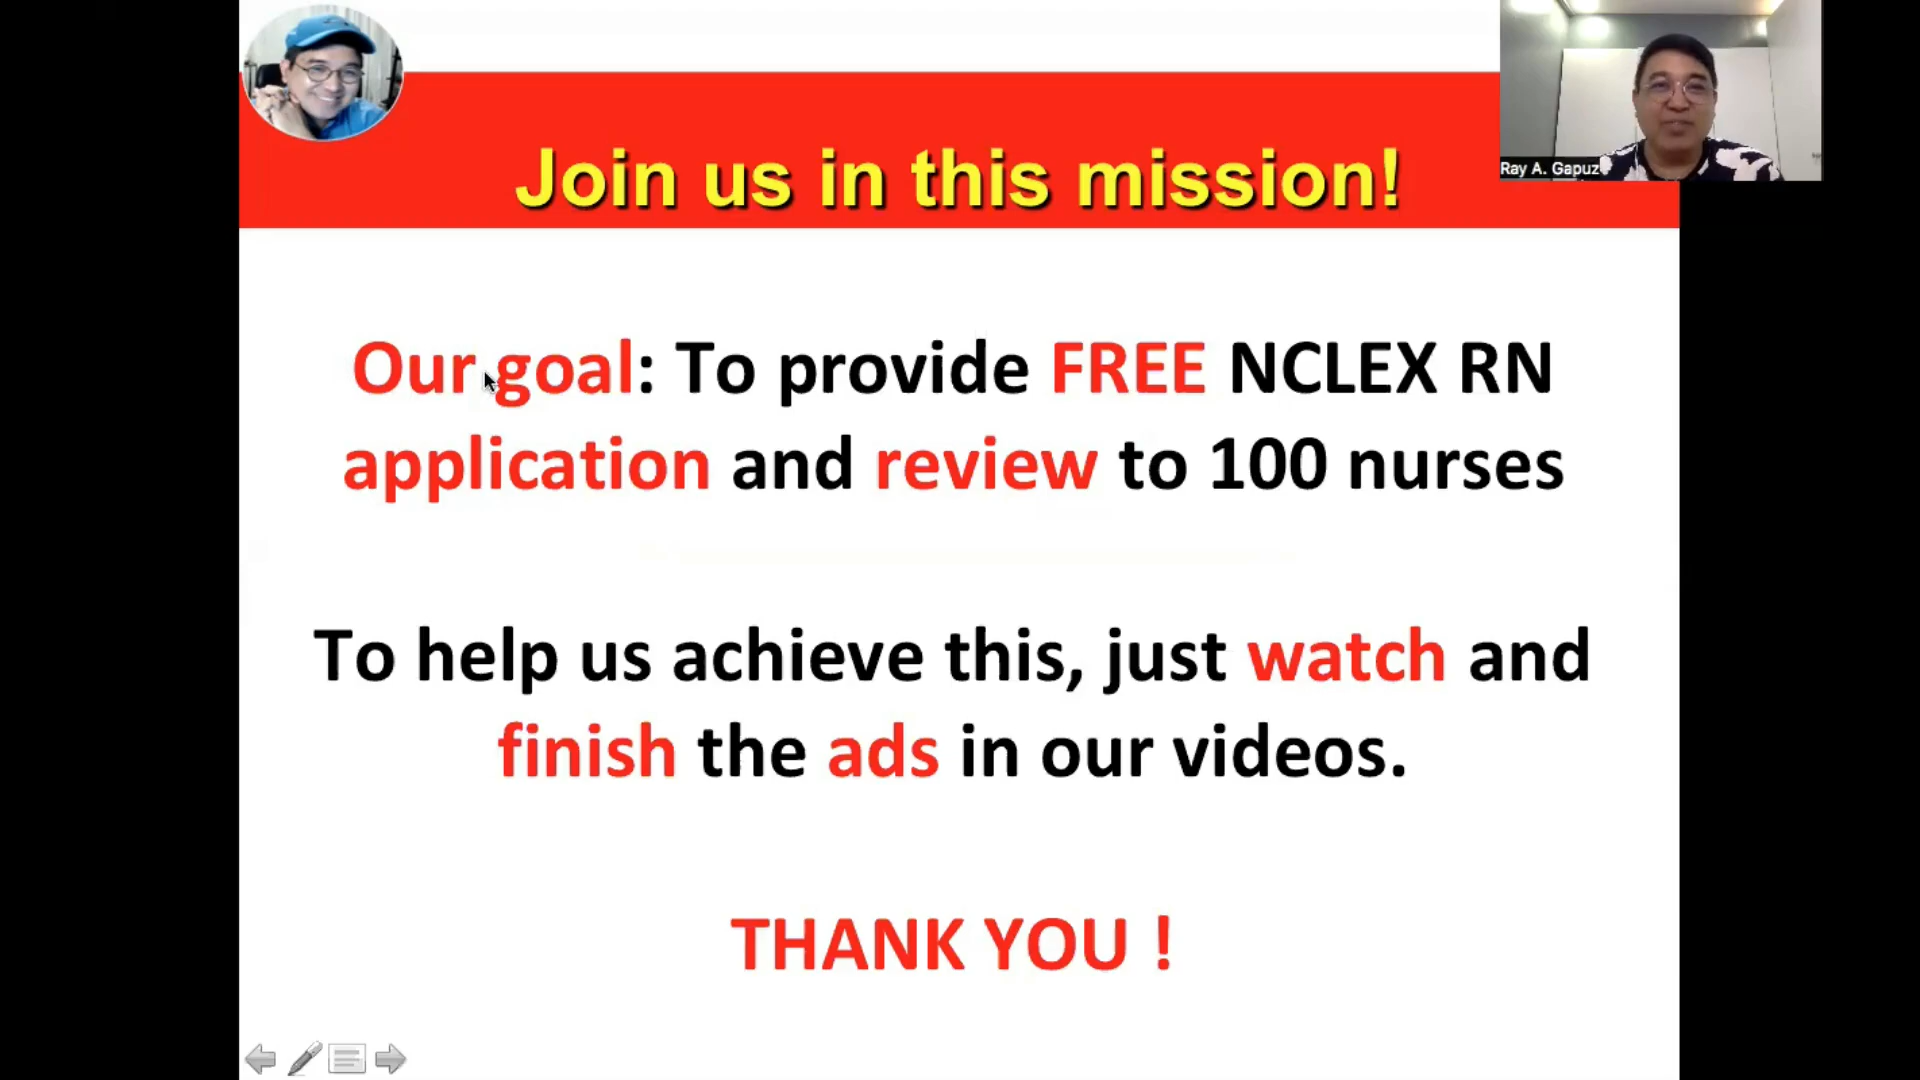 Join us in this mission!
Ray A. Gapuz
Our goal: To provide FREE NCLEX RN
application and review to 100 nurses
To help us achieve this, just watch and
finish the ads in our videos.
THANK YOU !